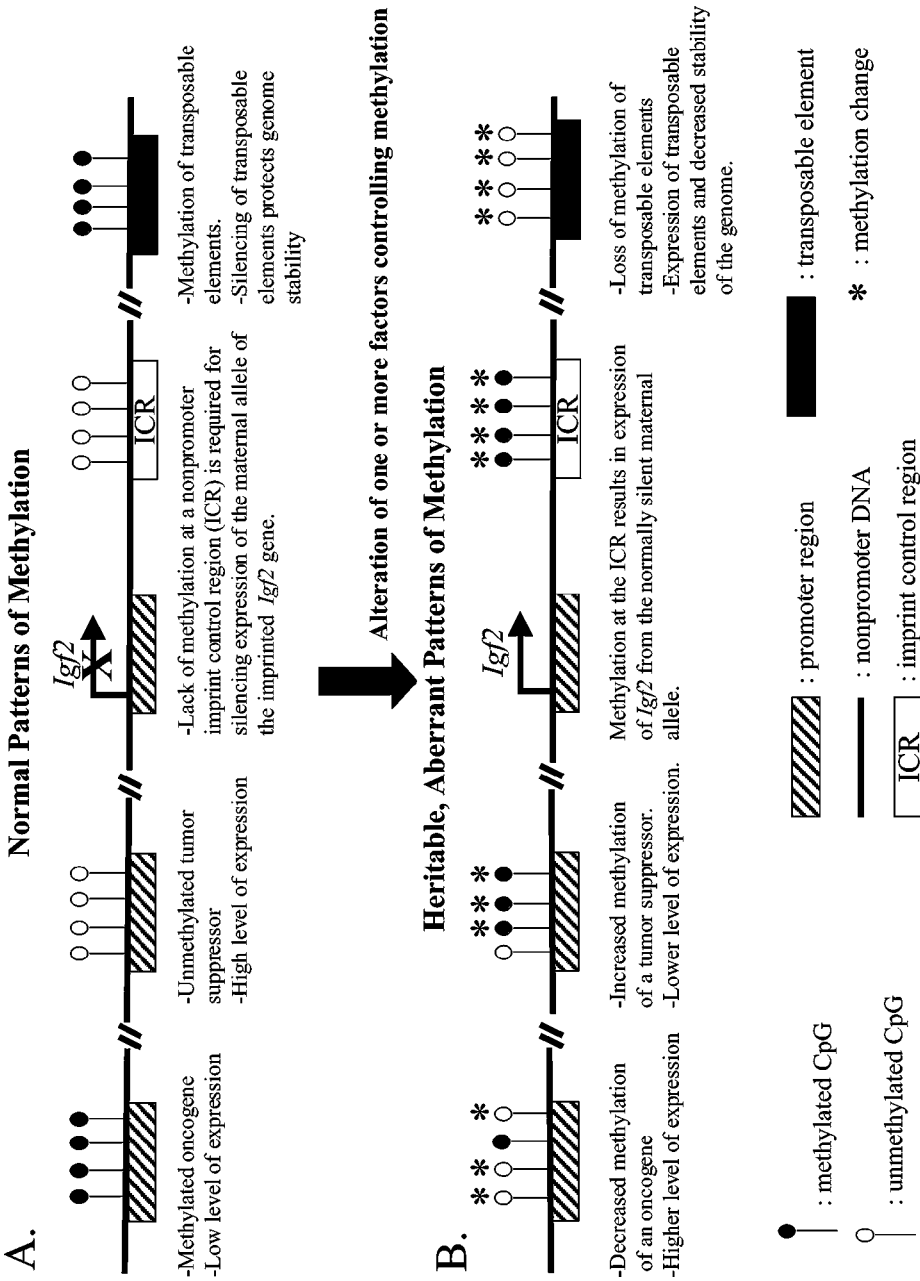 A.
Normal Patterns of Methylation
Igf2
X
ICR
-Methylated oncogene
-Low level of expression
-Unmethylated tumor
suppressor
-High level of expression
-Lack of methylation at a nonpromoter
imprint control region (ICR) is required for
silencing expression of the maternal allele of
the imprinted Igf2 gene.
-Methylation of transposable
elements.
-Silencing of transposable
elements protects genome
stability
Alteration of one or more factors controlling methylation
B.
Heritable, Aberrant Patterns of Methylation
* * *
* * *
* * * *
* * * *
Igf2
ICR
-Decreased methylation
of an oncogene
-Higher level of expression
-Increased methylation
of a tumor suppressor.
-Lower level of expression.
Methylation at the ICR results in expression
of Igf2 from the normally silent maternal
allele.
-Loss of methylation of
transposable elements
-Expression of transposable
elements and decreased stability
of the genome.
: methylated CpG
: unmethylated CpG
: promoter region
: nonpromoter DNA
ICR : imprint control region
: transposable element
* : methylation change